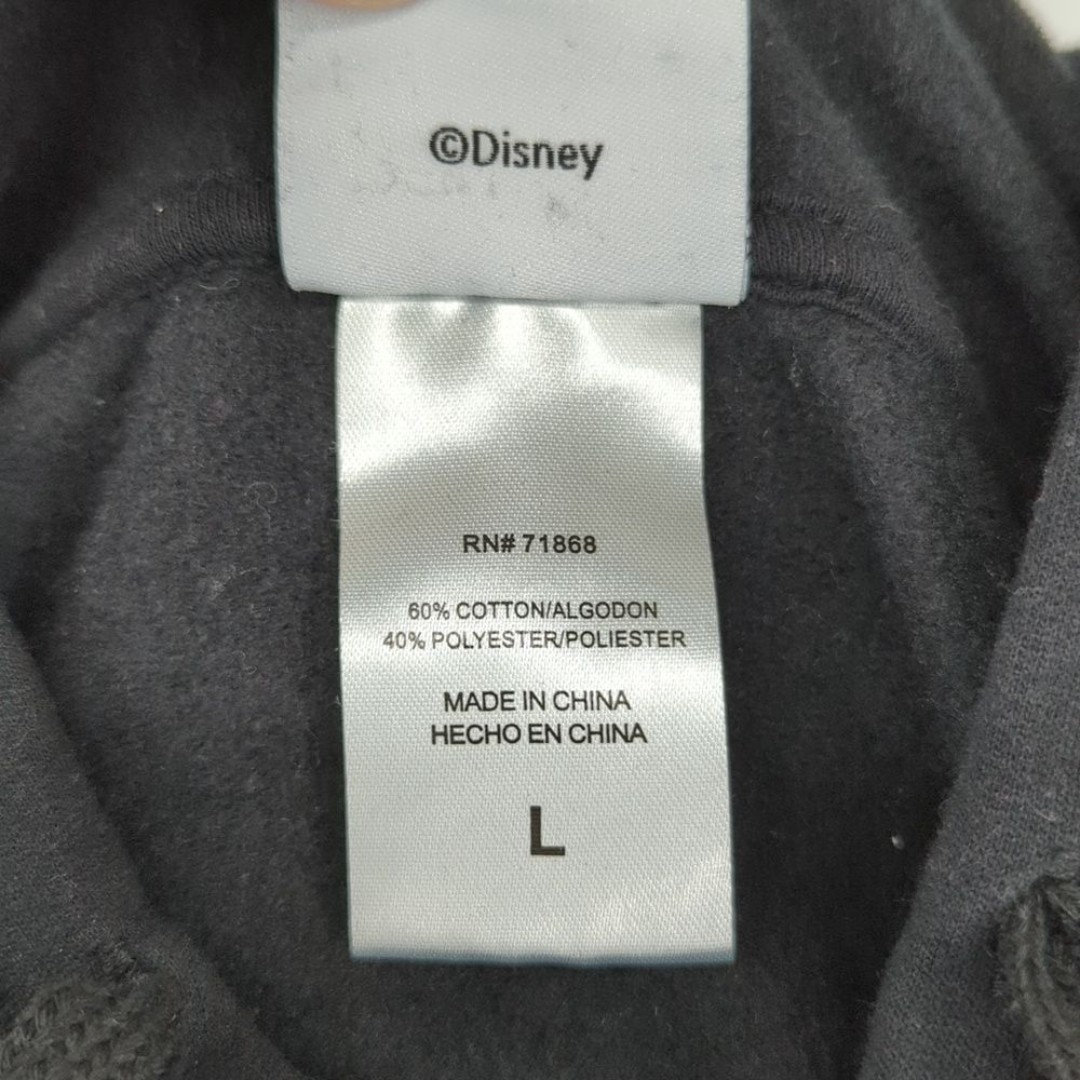 ©Disney
RN# 71868
60% COTTON/ALGODON
40% POLYESTER/POLIESTER
MADE IN CHINA
HECHO EN CHINA
L